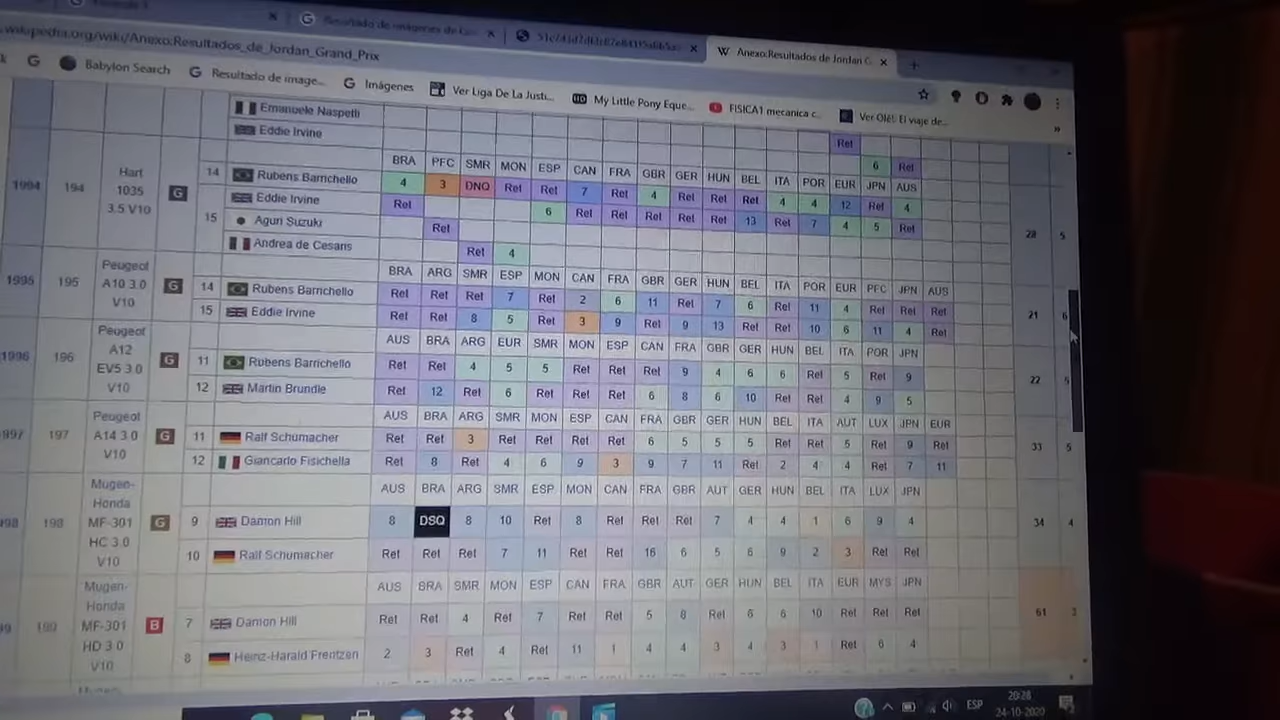 .wikipedia.org/wiki/Anexo:Resultados_de_Jordan_Grand_Prix
Anexo:Resultados de Jordan G
Babylon Search Resultado de image... Imágenes Ver Liga De La Justi... My Little Pony Eque... FISICA1 mecanica c... Ver Olé! El viaje de...
Emanuele Naspetti
Eddie Irvine Ret
6 Ret
BRA PFC SMR MON ESP CAN FRA GBR GER HUN BEL ITA POR EUR JPN AUS
1994 194 Hart 1035 3.5 V10 G
14 Rubens Barrichello 4 3 DNQ Ret Ret 7 Ret 4 Ret Ret Ret 4 4 12 Ret 4
15 Eddie Irvine Ret 6 Ret Ret Ret Ret Ret 13 Ret 7 4 5 Ret
Aguri Suzuki Ret
Andrea de Cesaris Ret 4
28 5
BRA ARG SMR ESP MON CAN FRA GBR GER HUN BEL ITA POR EUR PFC JPN AUS
1995 195 Peugeot A10 3.0 V10 G
14 Rubens Barrichello Ret Ret Ret 7 Ret 2 6 11 Ret 7 6 Ret 11 4 Ret Ret Ret
15 Eddie Irvine Ret Ret 8 5 Ret 3 9 Ret 9 13 Ret Ret 10 6 11 4 Ret
21 6
AUS BRA ARG EUR SMR MON ESP CAN FRA GBR GER HUN BEL ITA POR JPN
1996 196 Peugeot A12 EV5 3.0 V10 G
11 Rubens Barrichello Ret Ret 4 5 5 Ret Ret Ret 9 4 6 6 Ret 5 Ret 9
12 Martin Brundle Ret 12 Ret 6 Ret Ret Ret 6 8 6 10 Ret Ret 4 9 5
22 5
AUS BRA ARG SMR MON ESP CAN FRA GBR GER HUN BEL ITA AUT LUX JPN EUR
997 197 Peugeot A14 3.0 V10 G
11 Ralf Schumacher Ret Ret 3 Ret Ret Ret Ret 6 5 5 5 Ret Ret 5 Ret 9 Ret
12 Giancarlo Fisichella Ret 8 Ret 4 6 9 3 9 7 11 Ret 2 4 4 Ret 7 11
33 5
AUS BRA ARG SMR ESP MON CAN FRA GBR AUT GER HUN BEL ITA LUX JPN
998 198 Mugen-Honda MF-301 HC 3.0 V10 G
9 Damon Hill 8 DSQ 8 10 Ret 8 Ret Ret Ret 7 4 4 1 6 9 4
10 Ralf Schumacher Ret Ret Ret 7 11 Ret Ret 16 6 5 6 9 2 3 Ret Ret
34 4
AUS BRA SMR MON ESP CAN FRA GBR AUT GER HUN BEL ITA EUR MYS JPN
99 199 Mugen-Honda MF-301 HD 3.0 V10 B
7 Damon Hill Ret Ret 4 Ret 7 Ret Ret 5 8 Ret 6 6 10 Ret Ret Ret
8 Heinz-Harald Frentzen 2 3 Ret 4 Ret 11 1 4 4 3 4 3 1 Ret 6 4
61 3
ESP 20:28
24-10-2020